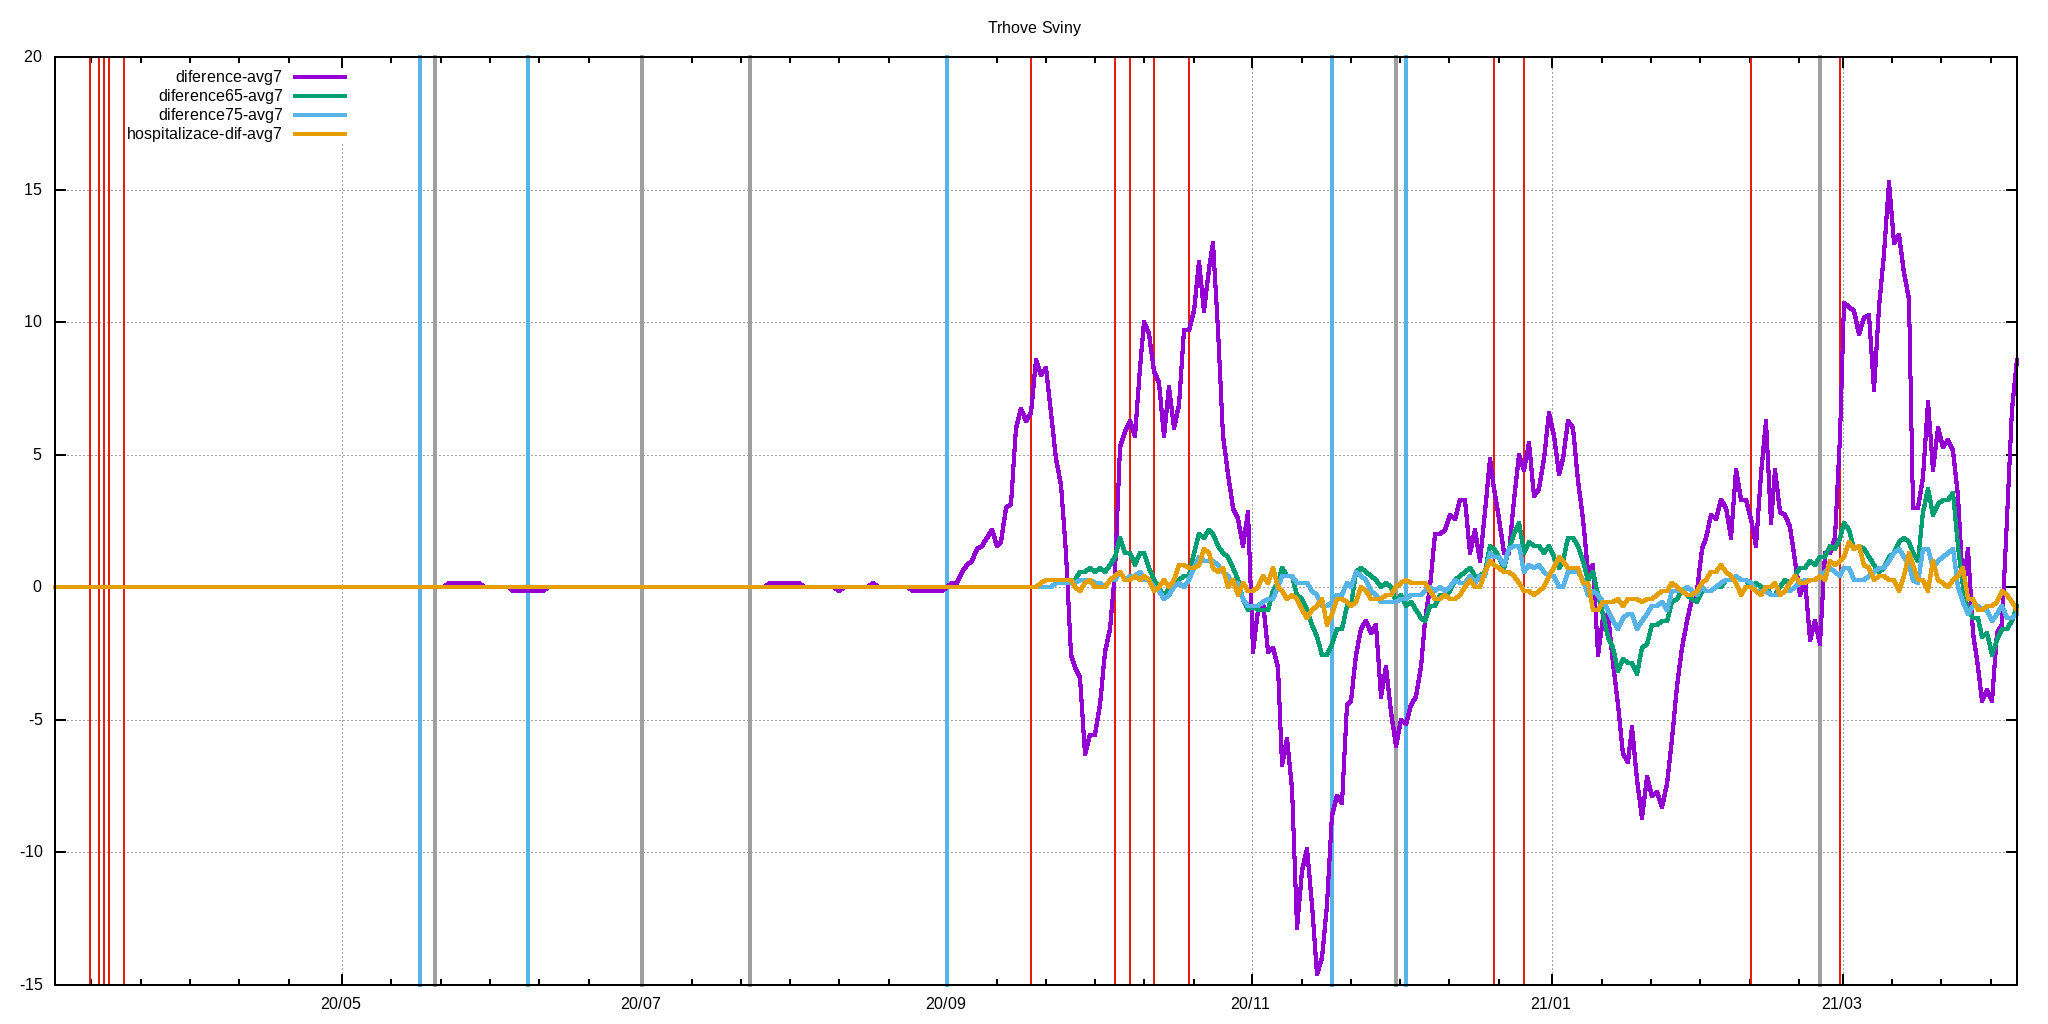 Trhove Sviny
20
15
10
5
0
-5
-10
-15
diference-avg7
diference65-avg7
diference75-avg7
hospitalizace-dif-avg7
20/05
20/07
20/09
20/11
21/01
21/03